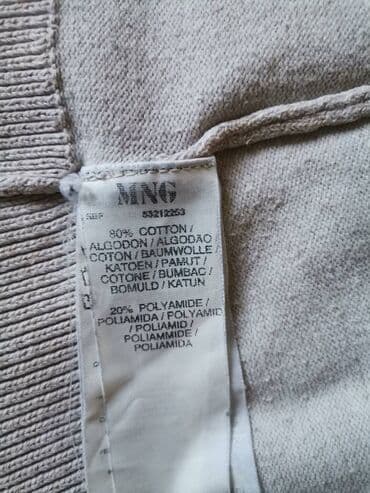 MNG
53212253
80% COTTON /
ALGODON / ALGODÃO
COTON / BAUMWOLLE /
KATOEN / PAMUT /
COTONE / BUMBAC /
BOMULD / KATUN
20% POLYAMIDE /
POLIAMIDA / POLYAMID
/ POLIAMID /
POLIAMMIDE /
POLIAMIDA